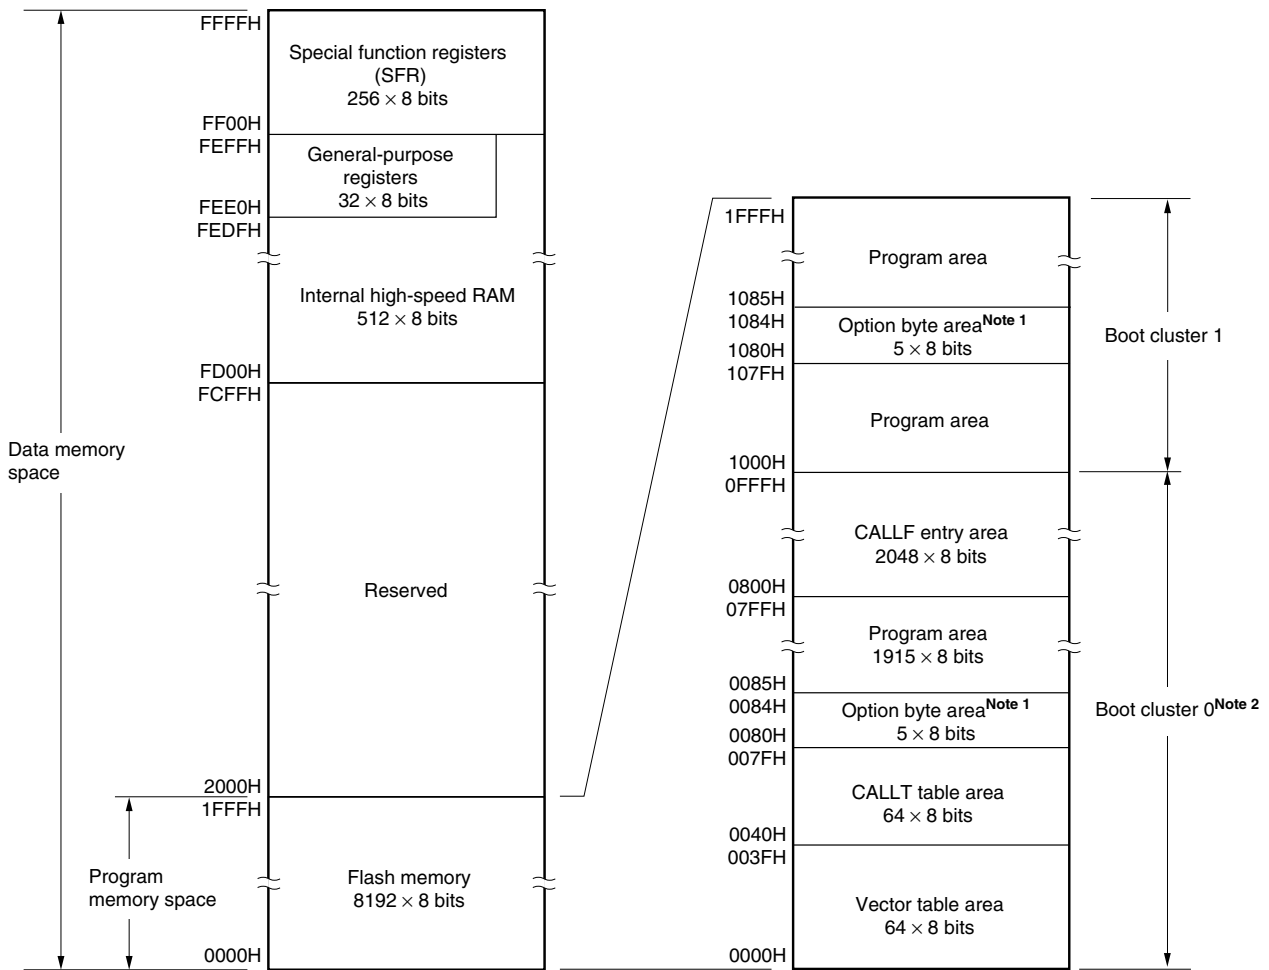 FFFFH
Special function registers
(SFR)
256 × 8 bits
FF00H
FEFFH
General-purpose
registers
32 × 8 bits
FEE0H
FEDFH
Internal high-speed RAM
512 × 8 bits
FD00H
FCFFH
Data memory
space
Reserved
2000H
1FFFH
Program
memory space
Flash memory
8192 × 8 bits
0000H
1FFFH
Program area
1085H
1084H
Option byte areaNote 1
5 × 8 bits
1080H
107FH
Boot cluster 1
Program area
1000H
0FFFH
CALLF entry area
2048 × 8 bits
0800H
07FFH
Program area
1915 × 8 bits
0085H
0084H
Option byte areaNote 1
5 × 8 bits
0080H
007FH
Boot cluster 0Note 2
CALLT table area
64 × 8 bits
0040H
003FH
Vector table area
64 × 8 bits
0000H